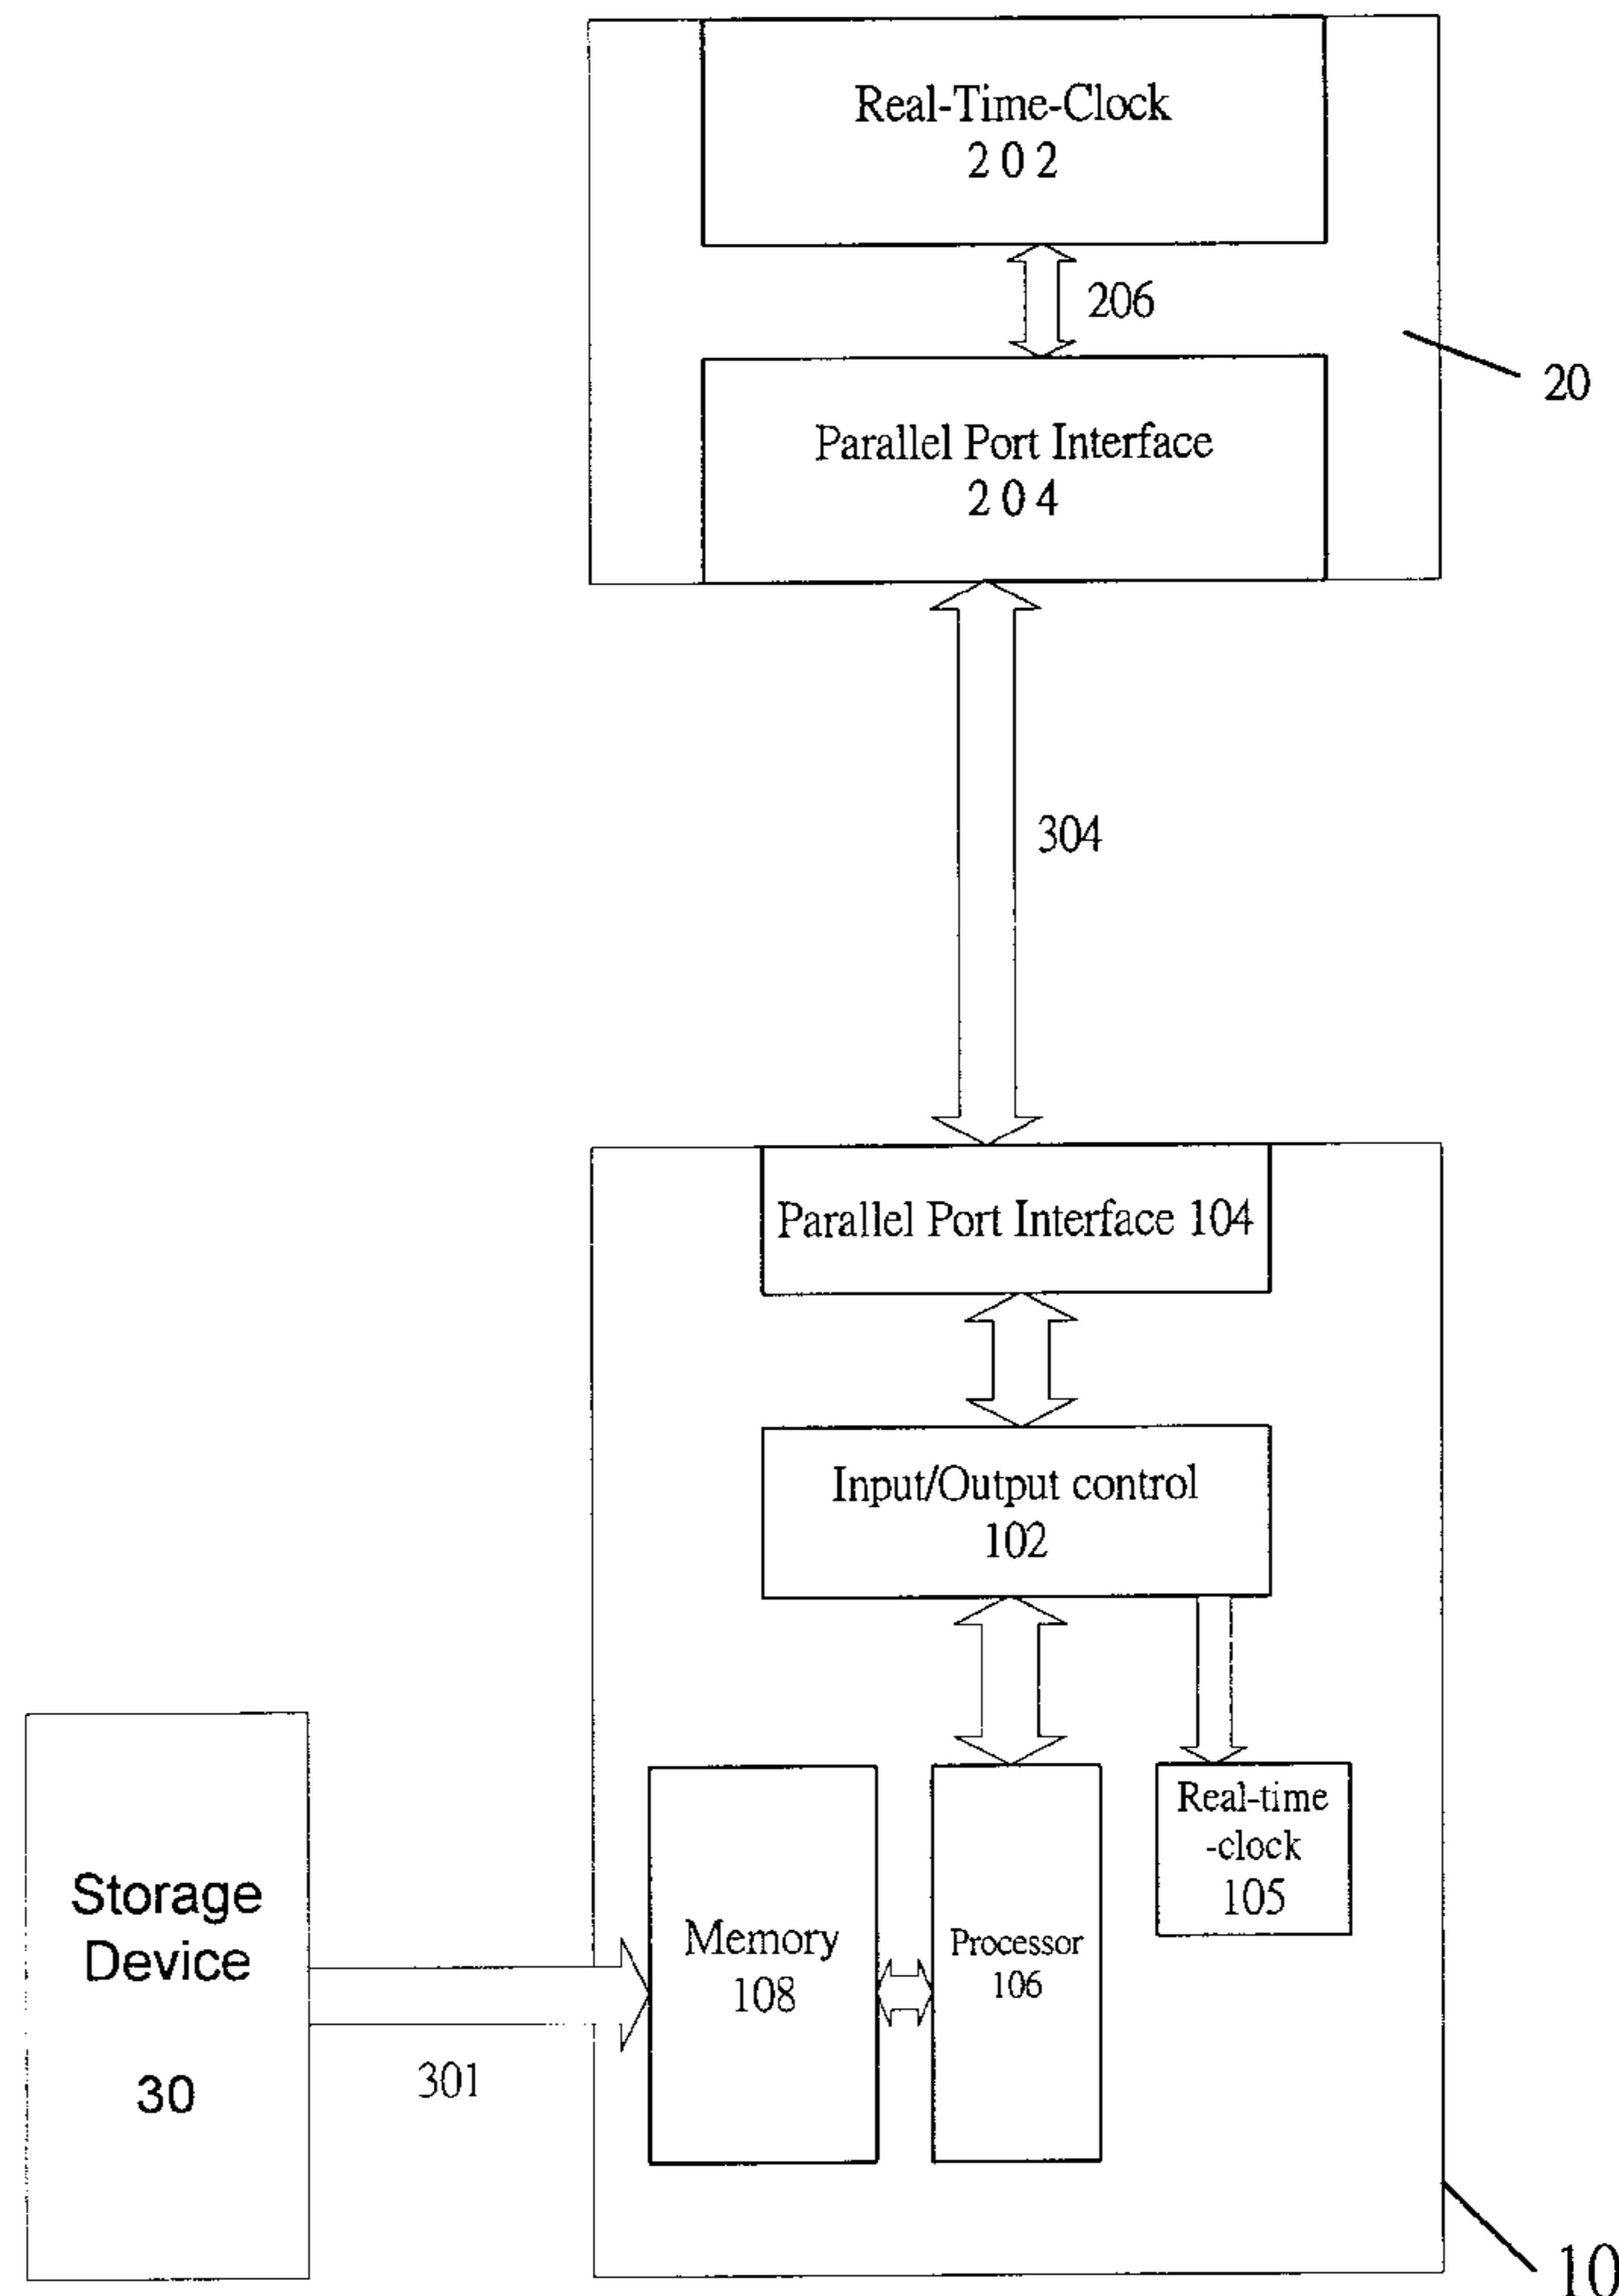 Real-Time-Clock
2 0 2
206
20
Parallel Port Interface
2 0 4
304
Parallel Port Interface 104
Input/Output control
102
Real-time
-clock
105
Storage
Device
30
301
Memory
108
Processor
106
10